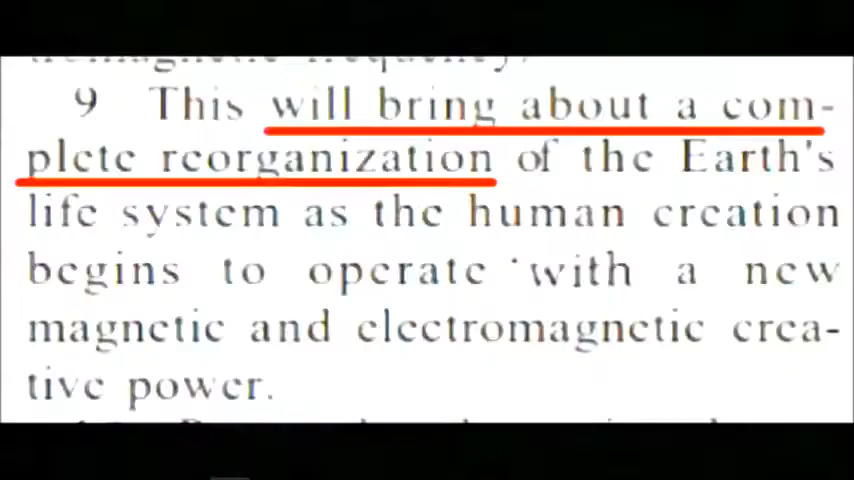 9 This will bring about a com-
plete reorganization of the Earth's
life system as the human creation
begins to operate with a new
magnetic and electromagnetic crea-
tive power.